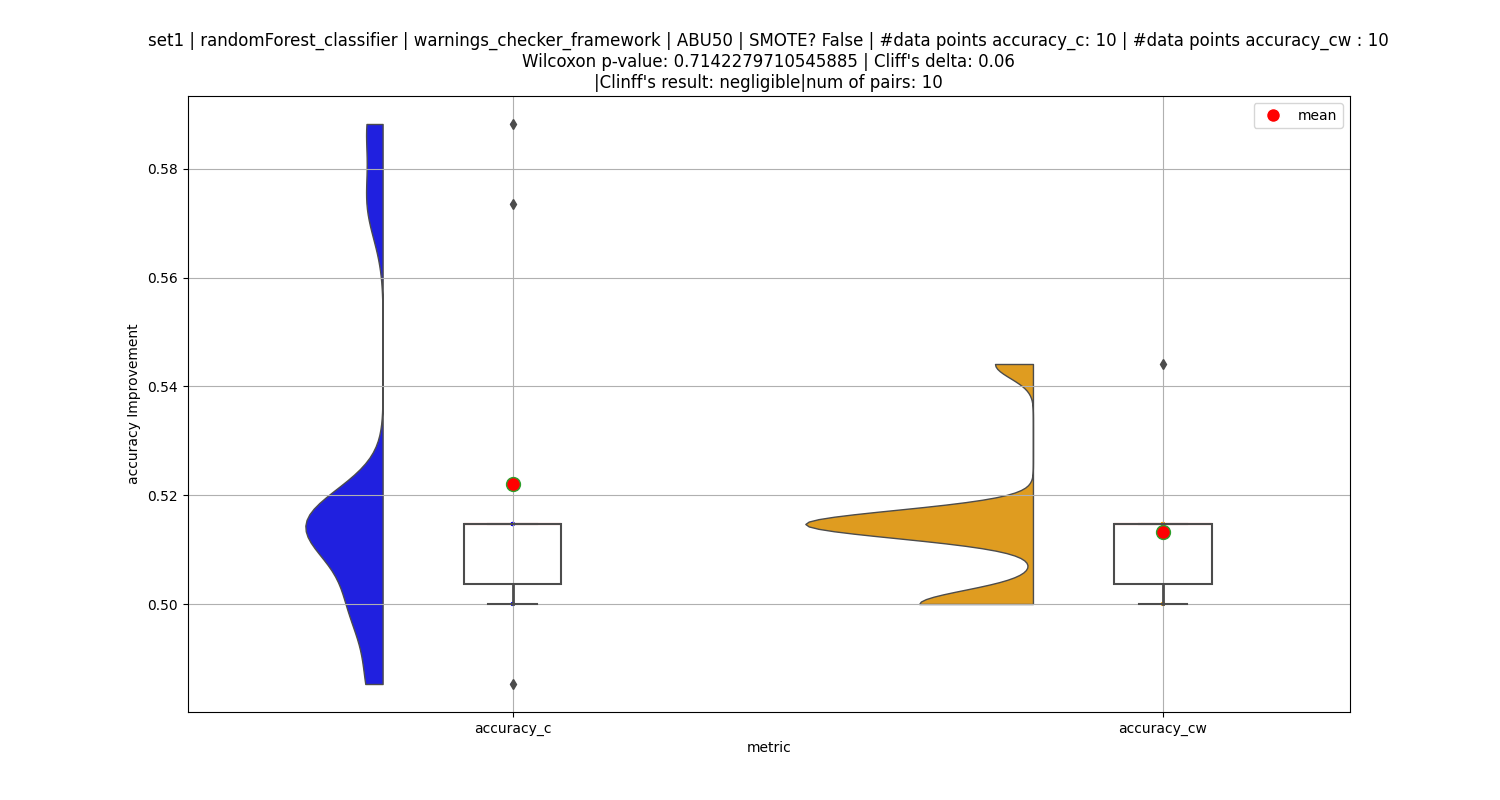 set1 | randomForest_classifier | warnings_checker_framework | ABU50 | SMOTE? False | #data points accuracy_c: 10 | #data points accuracy_cw : 10
Wilcoxon p-value: 0.7142279710545885 | Cliff's delta: 0.06
|Clinff's result: negligible|num of pairs: 10
mean
0.58
0.56
0.54
0.52
0.50
accuracy Improvement
accuracy_c
accuracy_cw
metric